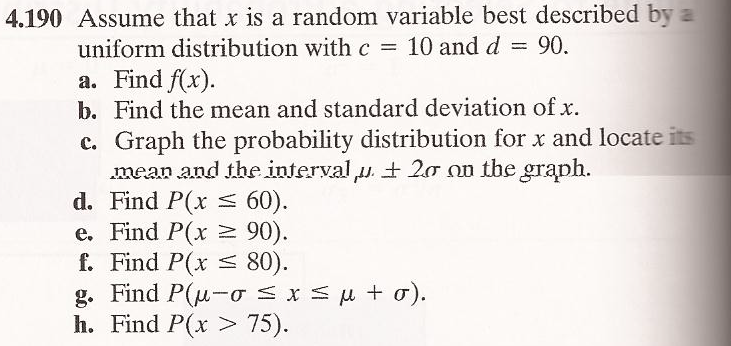 4.190 Assume that x is a random variable best described by a
uniform distribution with c = 10 and d = 90.
a. Find f(x).
b. Find the mean and standard deviation of x.
c. Graph the probability distribution for x and locate its
mean and the interval μ ± 2σ on the graph.
d. Find P(x ≤ 60).
e. Find P(x ≥ 90).
f. Find P(x ≤ 80).
g. Find P(μ−σ ≤ x ≤ μ + σ).
h. Find P(x > 75).